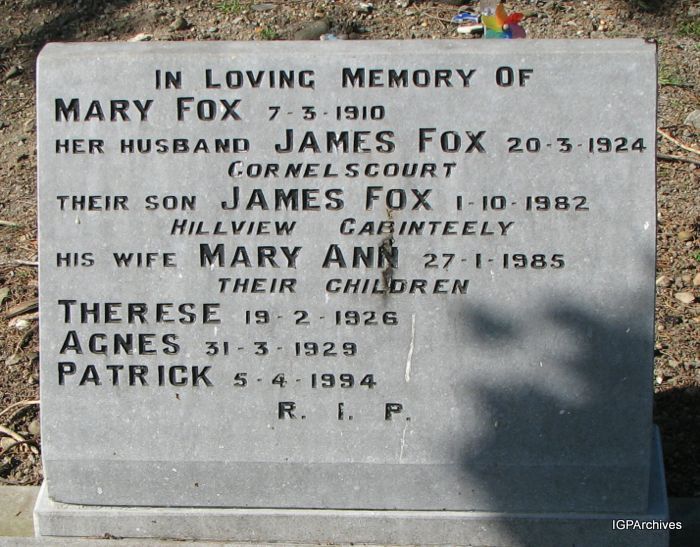 IN LOVING MEMORY OF
MARY FOX 7-3-1910
HER HUSBAND JAMES FOX 20-3-1924
CORNELSCOURT
THEIR SON JAMES FOX 1-10-1982
HILLVIEW CABINTEELY
HIS WIFE MARY ANN 27-1-1985
THEIR CHILDREN
THERESE 19-2-1926
AGNES 31-3-1929
PATRICK 5-4-1994
R. I. P.
IGPArchives